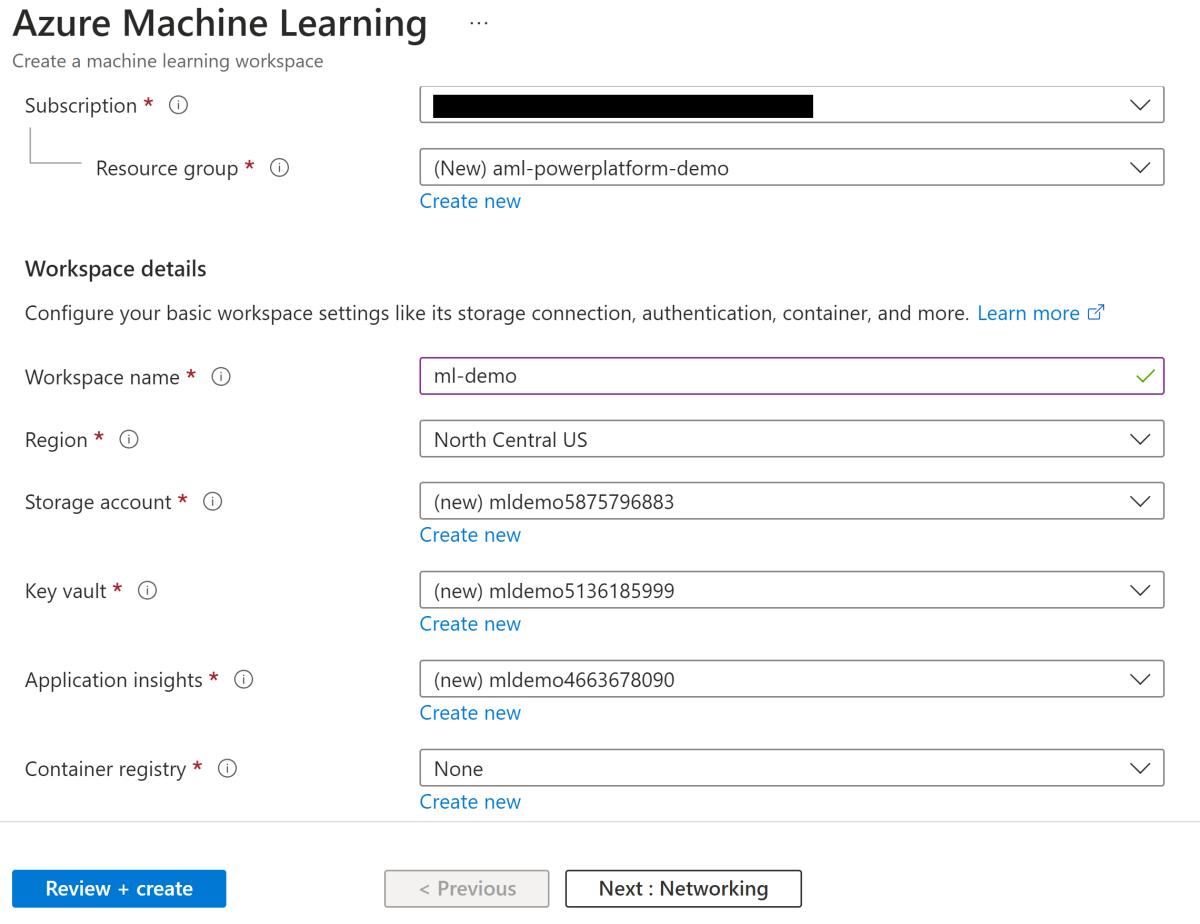 Azure Machine Learning ...
Create a machine learning workspace
Subscription *
Resource group * (New) aml-powerplatform-demo
Create new
Workspace details
Configure your basic workspace settings like its storage connection, authentication, container, and more. Learn more
Workspace name * ml-demo
Region * North Central US
Storage account * (new) mldemo5875796883
Create new
Key vault * (new) mldemo5136185999
Create new
Application insights * (new) mldemo4663678090
Create new
Container registry * None
Create new
Review + create < Previous Next : Networking